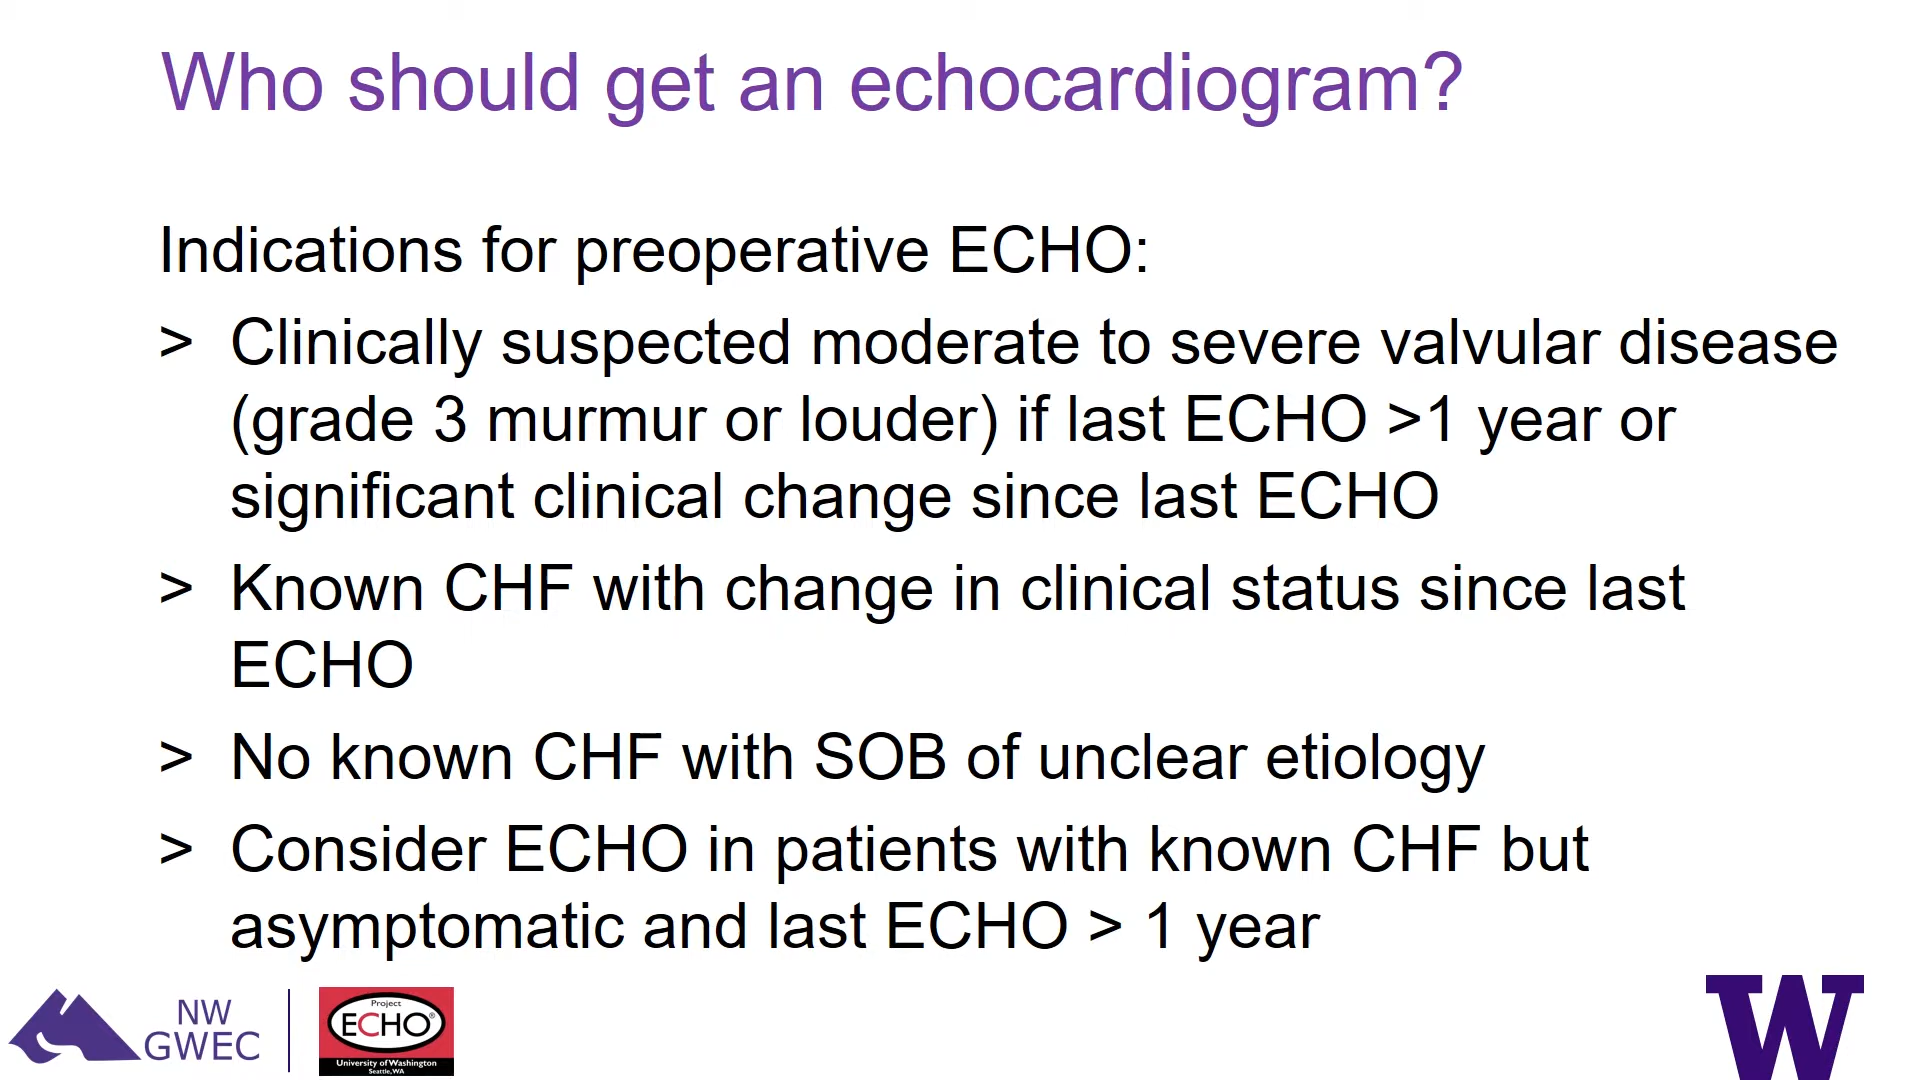 Who should get an echocardiogram?
Indications for preoperative ECHO:
> Clinically suspected moderate to severe valvular disease
(grade 3 murmur or louder) if last ECHO >1 year or
significant clinical change since last ECHO
> Known CHF with change in clinical status since last
ECHO
> No known CHF with SOB of unclear etiology
> Consider ECHO in patients with known CHF but
asymptomatic and last ECHO > 1 year
NW
GWEC
Project
ECHO®
University of Washington
Seattle, WA
W